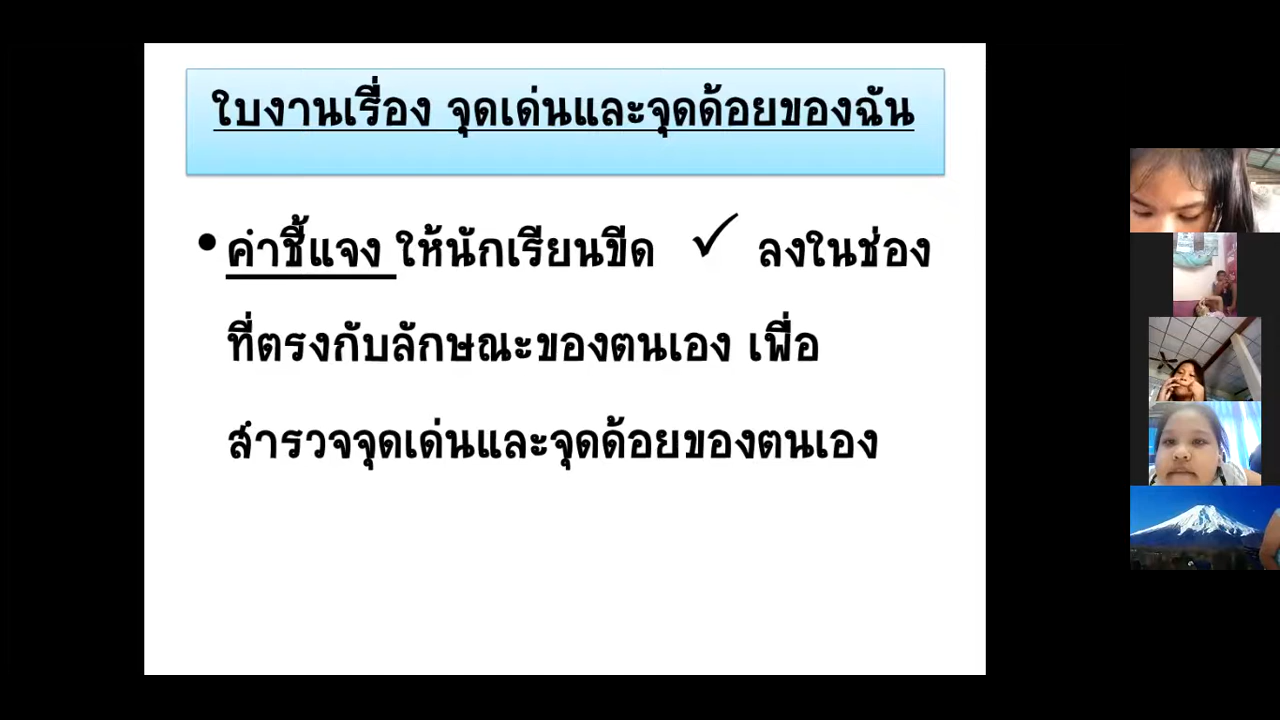 ใบงานเรื่อง จุดเด่นและจุดด้อยของฉัน
• คำชี้แจง ให้นักเรียนขีด ✓ ลงในช่อง
ที่ตรงกับลักษณะของตนเอง เพื่อ
สำรวจจุดเด่นและจุดด้อยของตนเอง